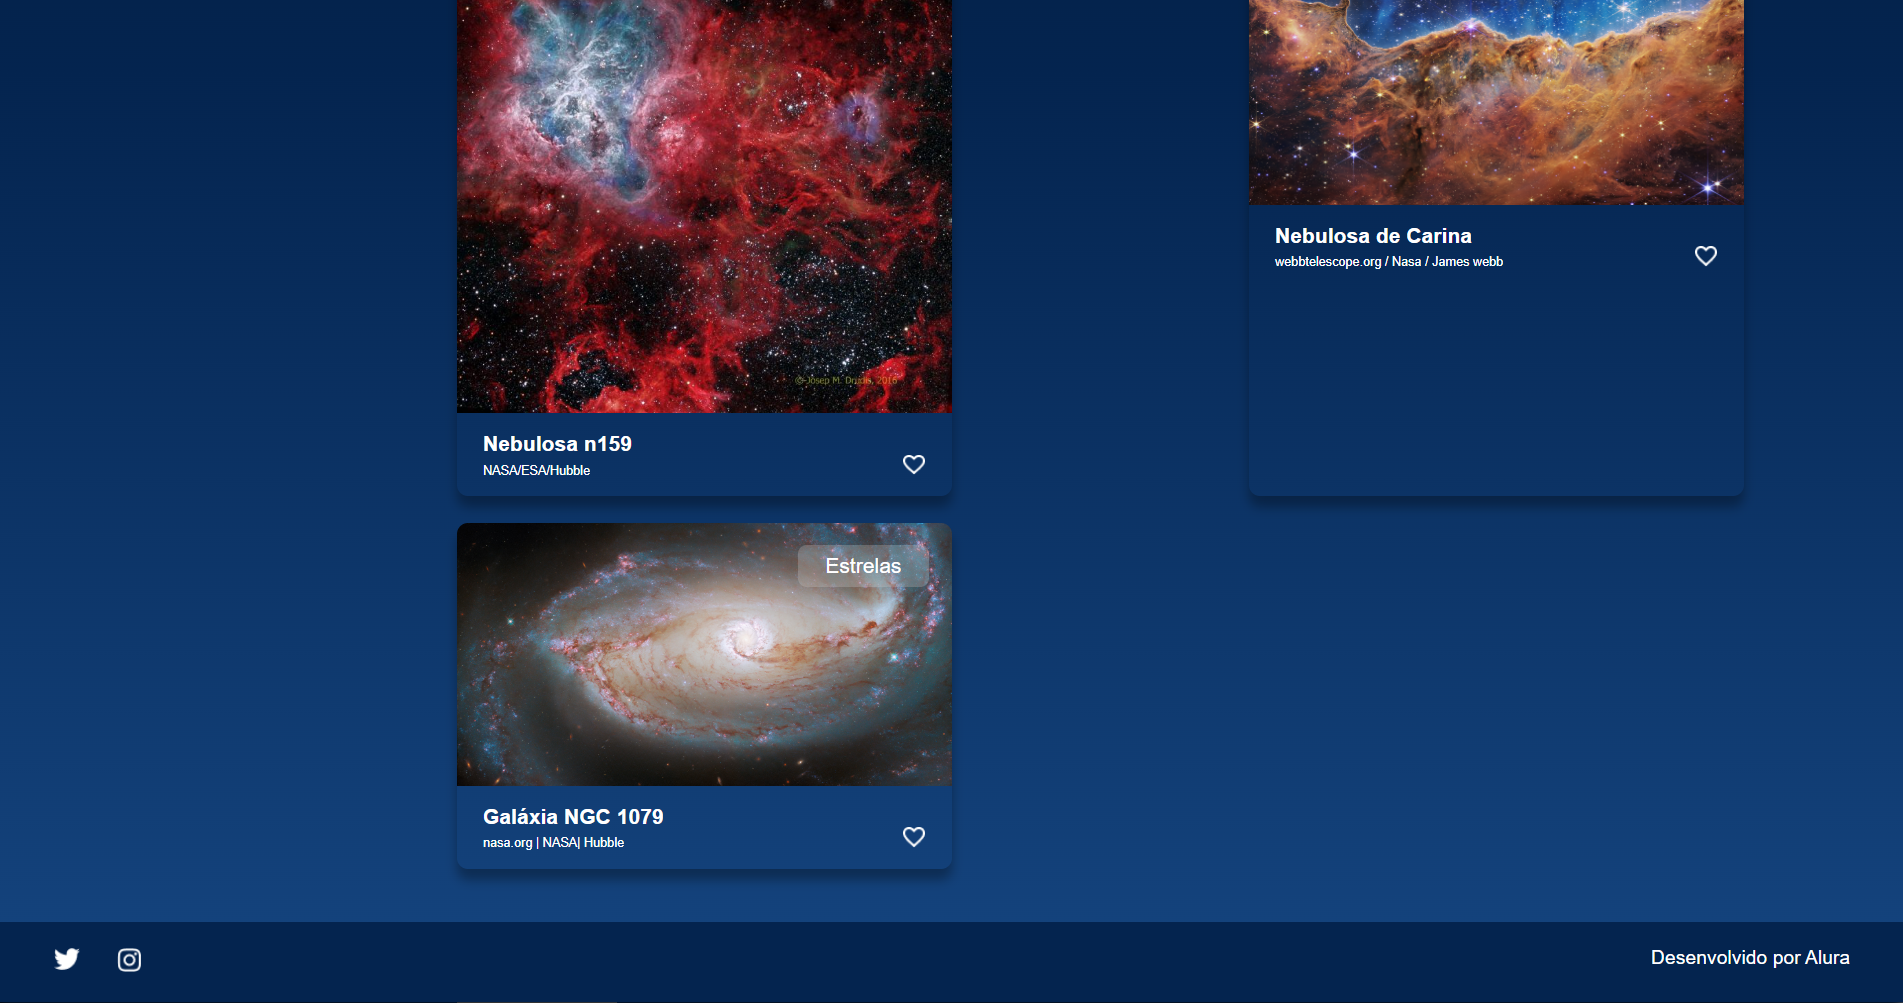 Nebulosa de Carina
webbtelescope.org / Nasa / James webb
© Josep M. Drudis, 2016
Nebulosa n159
NASA/ESA/Hubble
Estrelas
Galáxia NGC 1079
nasa.org | NASA| Hubble
Desenvolvido por Alura